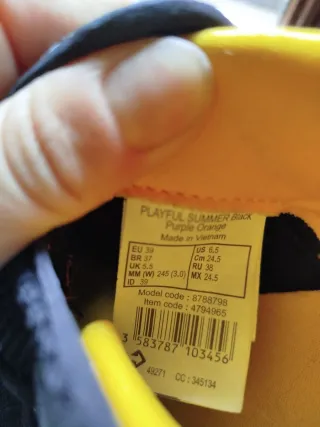 PLAYFUL SUMMER Black
Purple Orange
Made in Vietnam
EU 39 US 6,5
BR 37 Cm 24,5
UK 5,5 RU 38
MM (W) 245 (3.0) MX 24,5
ID 39
Model code : 8788798
Item code : 4794965
3 583787 103456
49271 CC : 345134